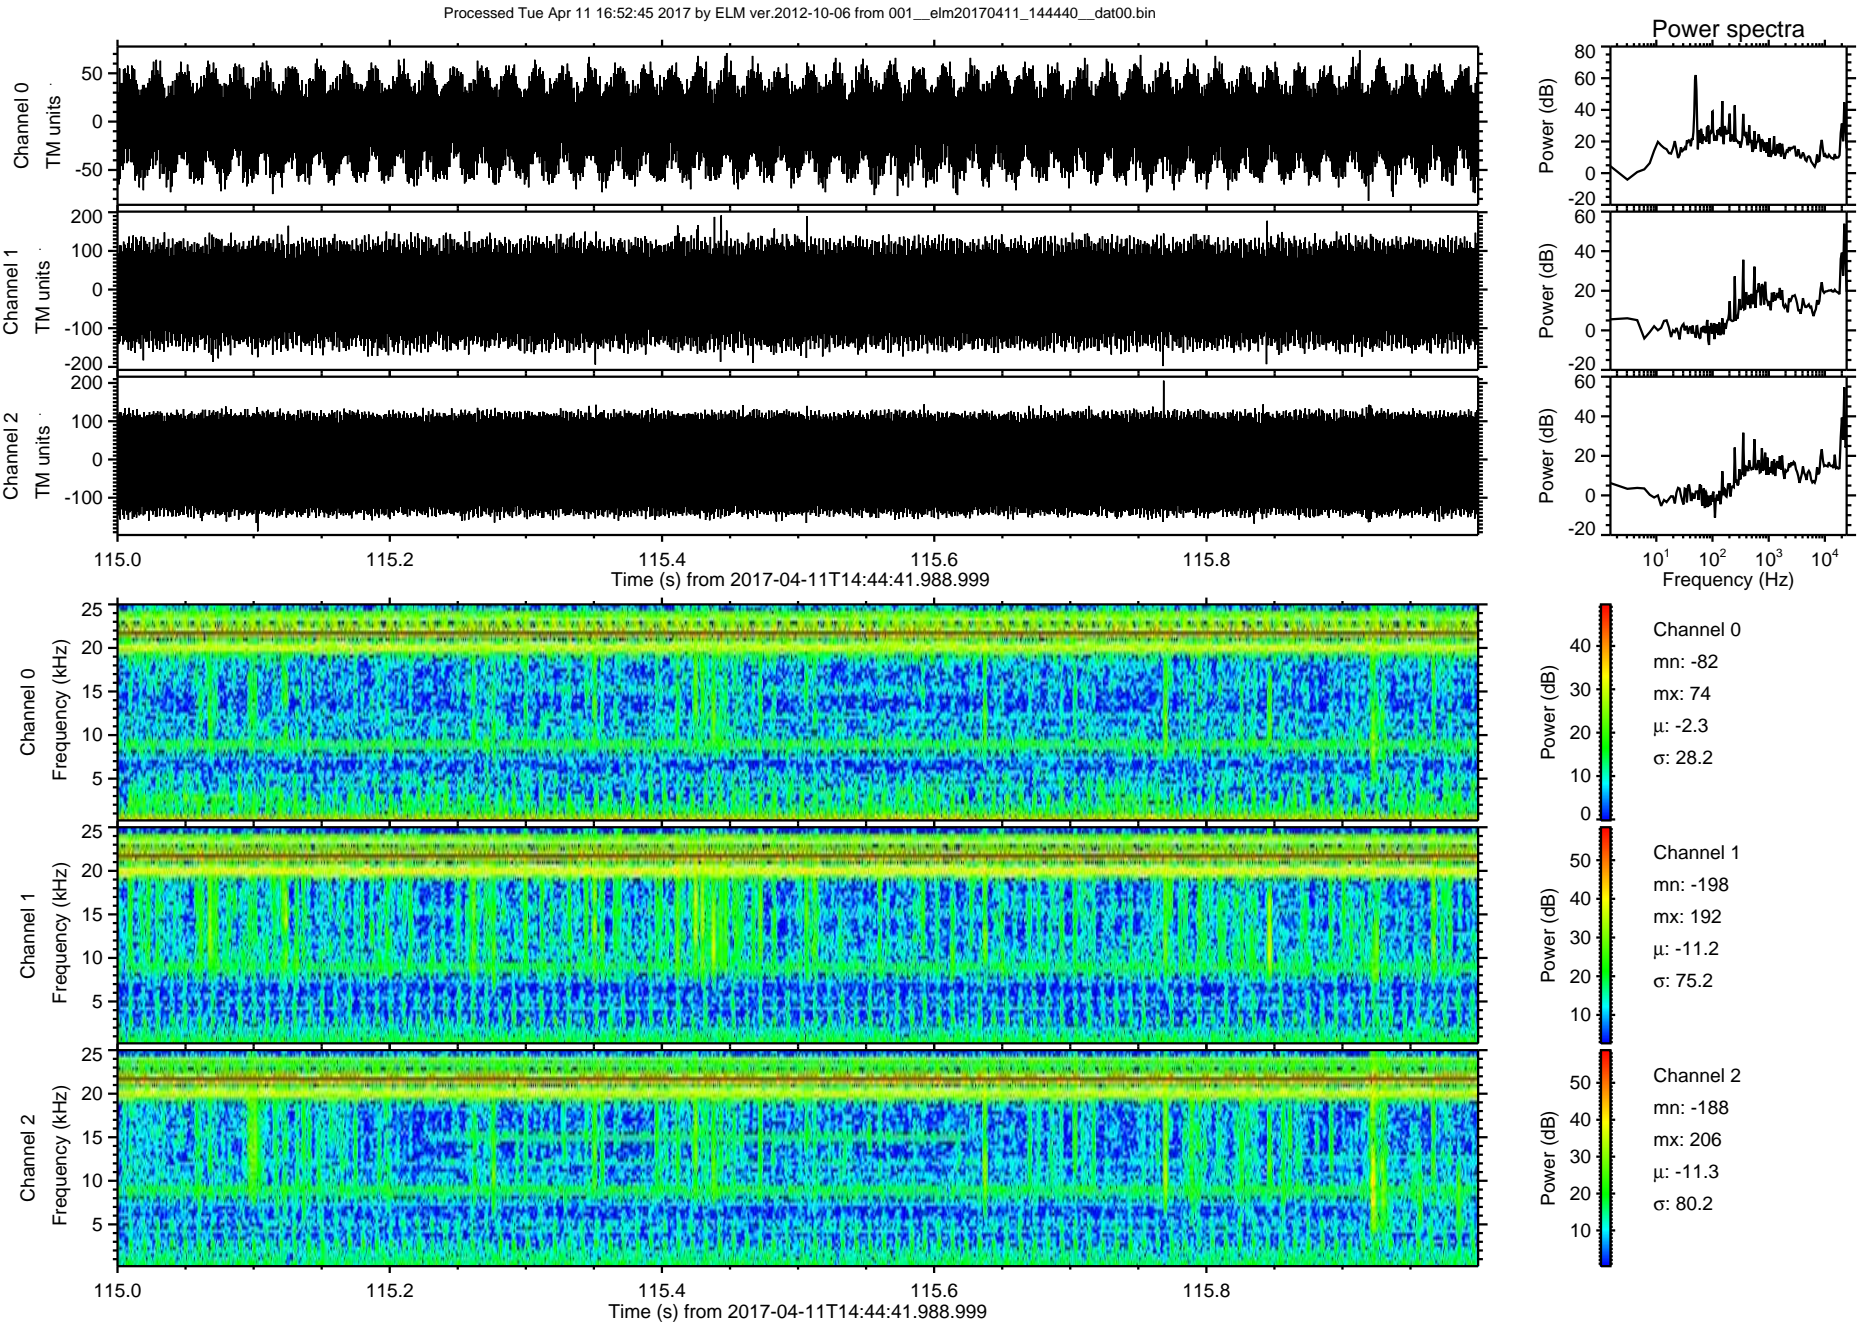 Processed Tue Apr 11 16:52:45 2017 by ELM ver.2012-10-06 from 001__elm20170411_144440__dat00.bin
Power spectra
Channel 0
TM units
50
0
-50
Power (dB)
80
60
40
20
0
-20
Channel 1
TM units
200
100
0
-100
-200
Power (dB)
60
40
20
0
-20
Channel 2
TM units
200
100
0
-100
Power (dB)
60
40
20
0
-20
115.0 115.2 115.4 115.6 115.8
Time (s) from 2017-04-11T14:44:41.988.999
10^1 10^2 10^3 10^4
Frequency (Hz)
Channel 0
Frequency (kHz)
25
20
15
10
5
Power (dB)
40
30
20
10
0
Channel 0
mn: -82
mx: 74
μ: -2.3
σ: 28.2
Channel 1
Frequency (kHz)
25
20
15
10
5
Power (dB)
50
40
30
20
10
Channel 1
mn: -198
mx: 192
μ: -11.2
σ: 75.2
Channel 2
Frequency (kHz)
25
20
15
10
5
Power (dB)
50
40
30
20
10
Channel 2
mn: -188
mx: 206
μ: -11.3
σ: 80.2
115.0 115.2 115.4 115.6 115.8
Time (s) from 2017-04-11T14:44:41.988.999